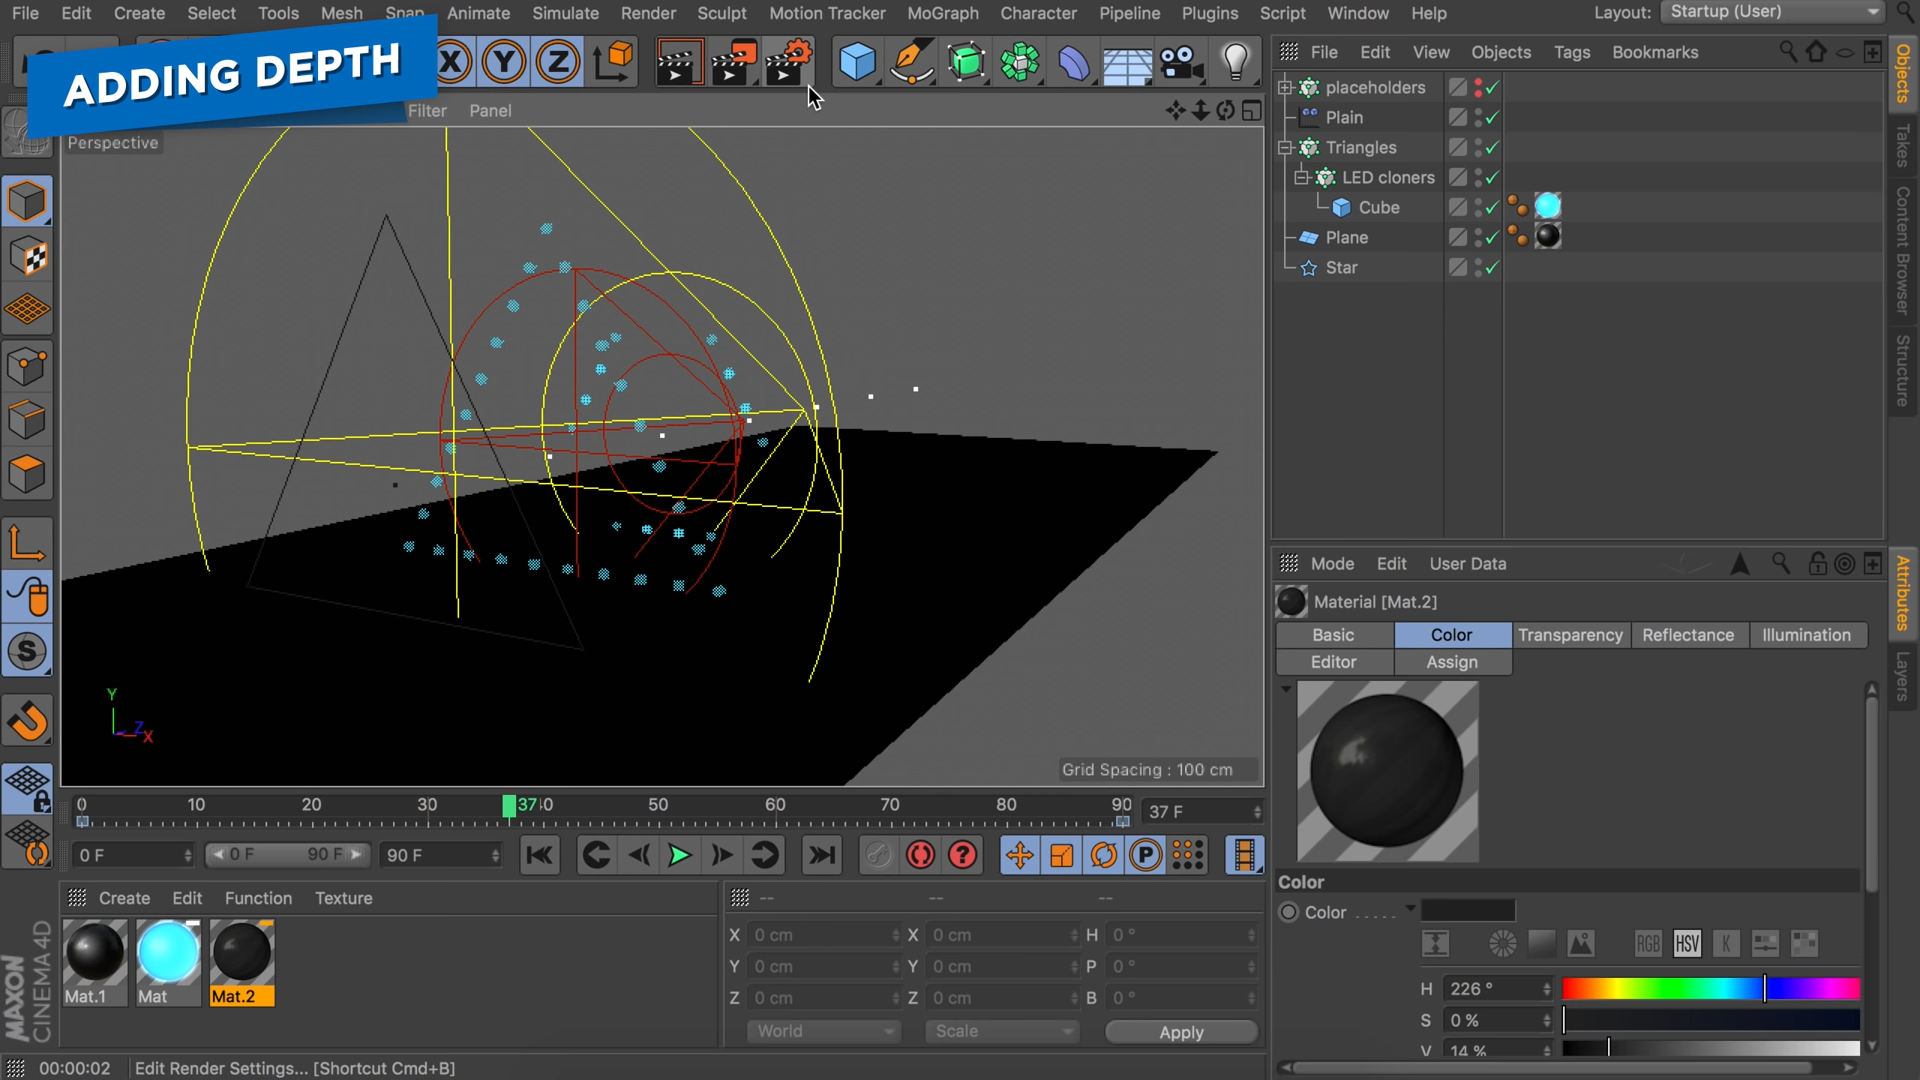 File Edit Create Select Tools Mesh Snap Animate Simulate Render Sculpt Motion Tracker MoGraph Character Pipeline Plugins Script Window Help Layout: Startup (User)
ADDING DEPTH
X Y Z
Filter Panel
File Edit View Objects Tags Bookmarks
Perspective
placeholders
Plain
Triangles
LED cloners
Cube
Plane
Star
Objects
Takes
Content Browser
Structure
Attributes
Layers
S
Y
Z
X
Grid Spacing : 100 cm
Mode Edit User Data
Material [Mat.2]
Basic Color Transparency Reflectance Illumination
Editor Assign
0 10 20 30 37 50 60 70 80 90 37 F
0 F 0 F 90 F 90 F
P
Color
Color
RGB HSV K
H 226 °
S 0 %
V 14 %
Create Edit Function Texture
-- -- --
Mat.1 Mat Mat.2
X 0 cm X 0 cm H 0 °
Y 0 cm Y 0 cm P 0 °
Z 0 cm Z 0 cm B 0 °
World Scale Apply
MAXON
CINEMA 4D
00:00:02 Edit Render Settings... [Shortcut Cmd+B]